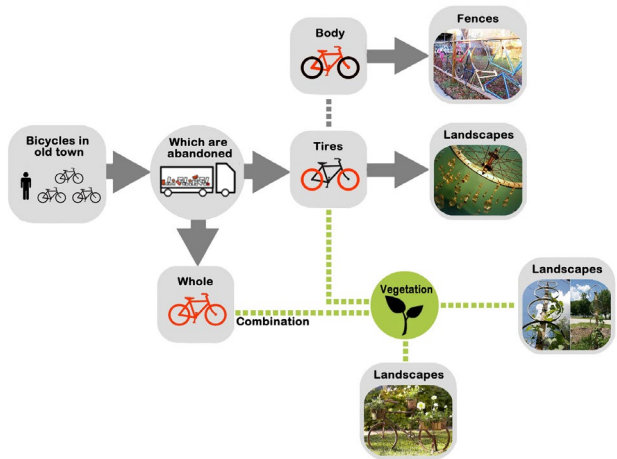 Body
Fences
Bicycles in
old town
Which are
abandoned
Tires
Landscapes
Whole
Combination
Vegetation
Landscapes
Landscapes